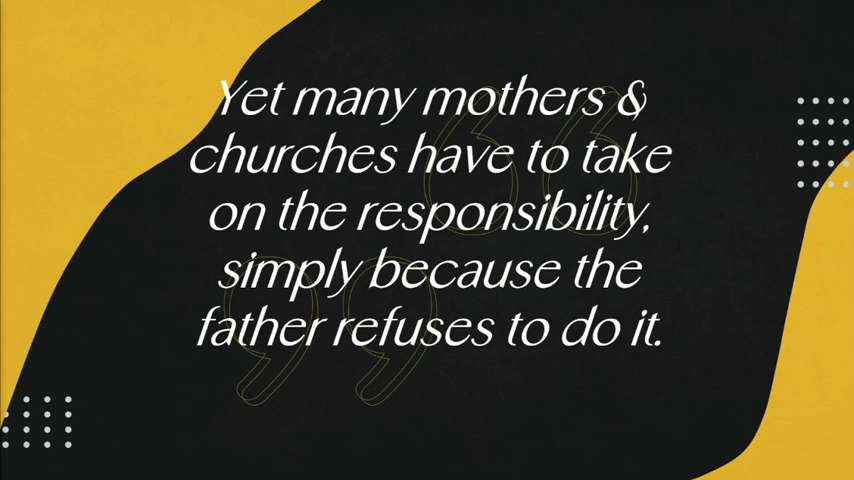 Yet many mothers &
churches have to take
on the responsibility,
simply because the
father refuses to do it.